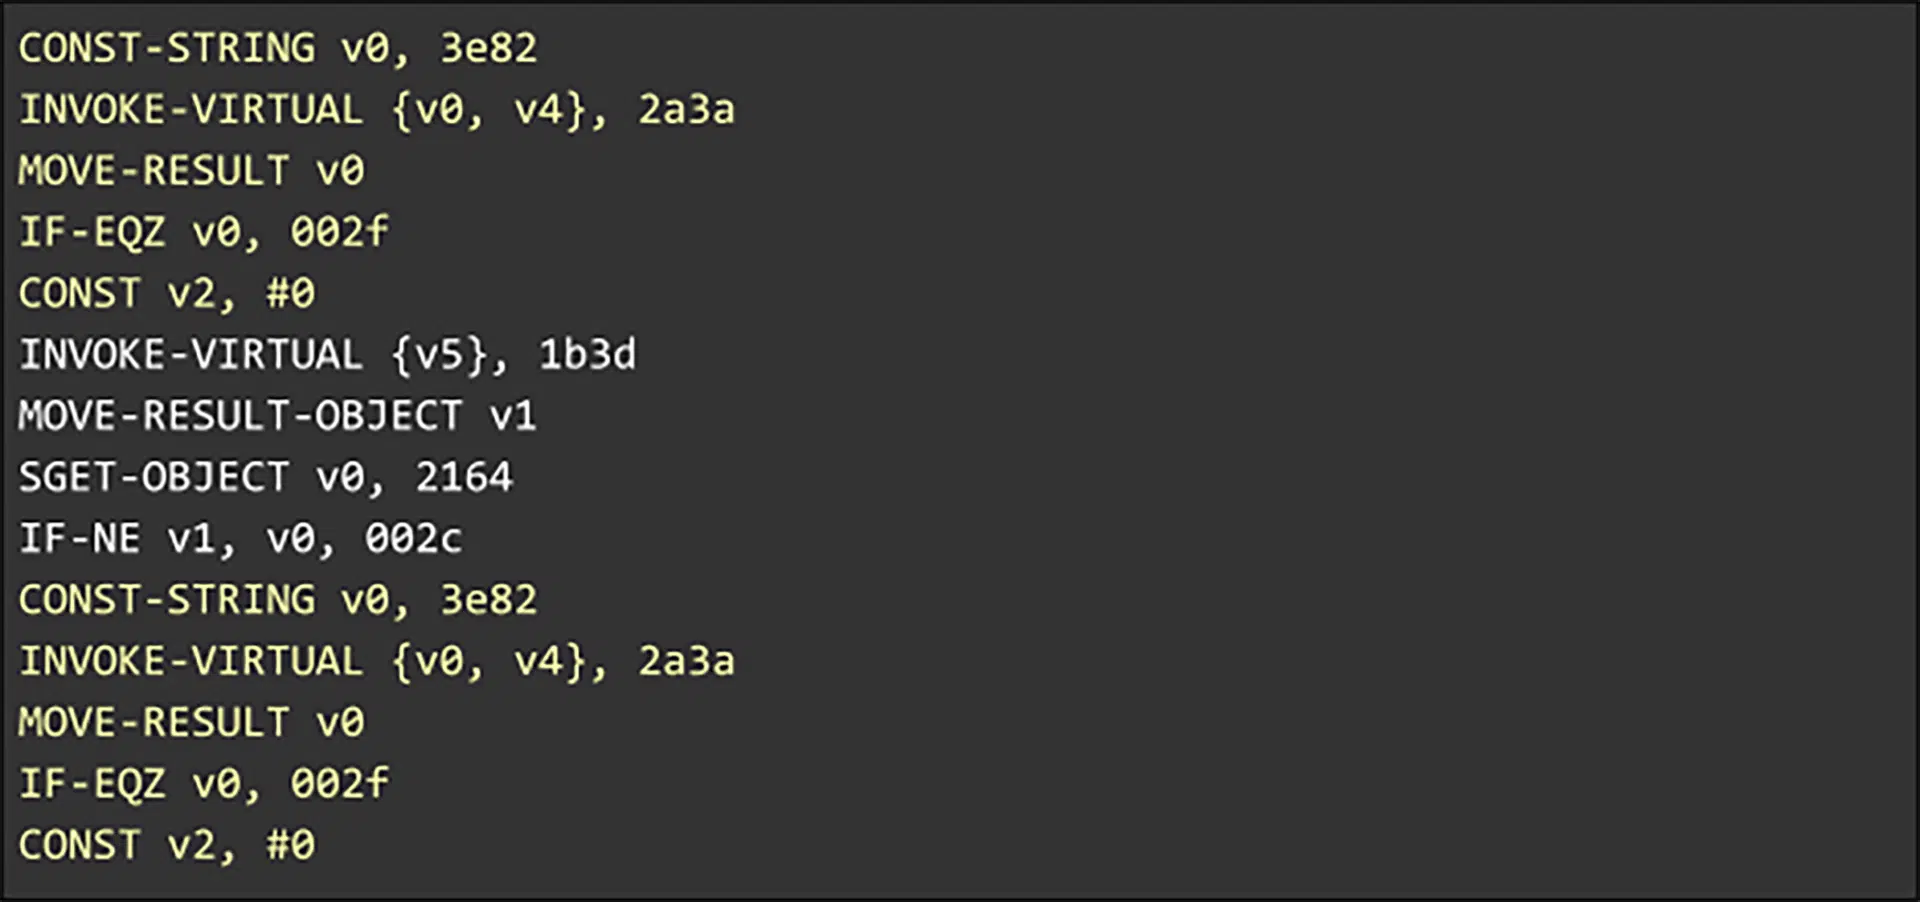 CONST-STRING v0, 3e82
INVOKE-VIRTUAL {v0, v4}, 2a3a
MOVE-RESULT v0
IF-EQZ v0, 002f
CONST v2, #0
INVOKE-VIRTUAL {v5}, 1b3d
MOVE-RESULT-OBJECT v1
SGET-OBJECT v0, 2164
IF-NE v1, v0, 002c
CONST-STRING v0, 3e82
INVOKE-VIRTUAL {v0, v4}, 2a3a
MOVE-RESULT v0
IF-EQZ v0, 002f
CONST v2, #0